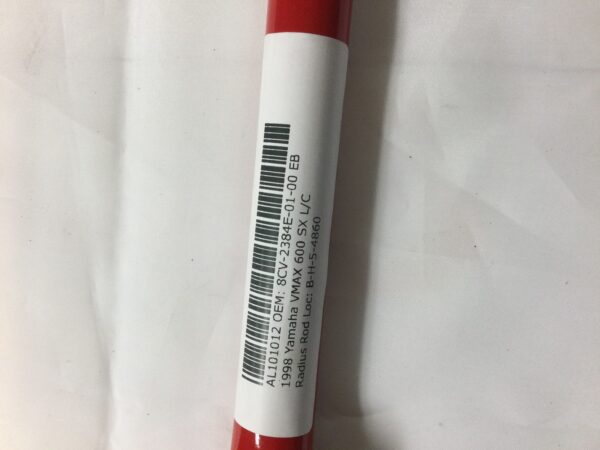 AL101012 OEM: 8CV-2384E-01-00 EB
1998 Yamaha VMAX 600 SX L/C
Radius Rod Loc: B-H-5-4860